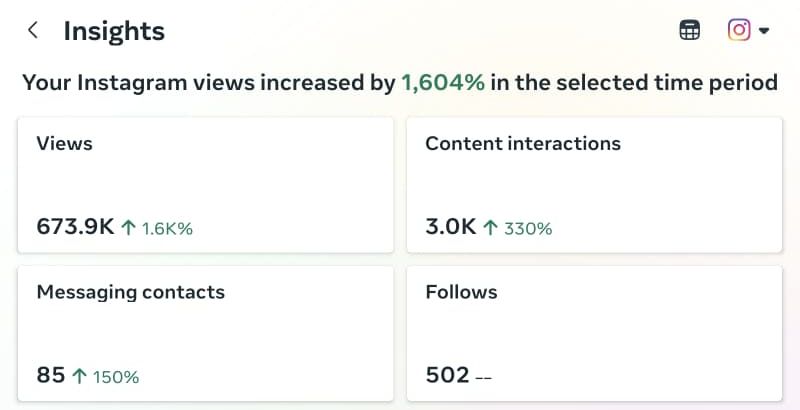 Insights
Your Instagram views increased by 1,604% in the selected time period
Views
673.9K ↑ 1.6K%
Content interactions
3.0K ↑ 330%
Messaging contacts
85 ↑ 150%
Follows
502 --